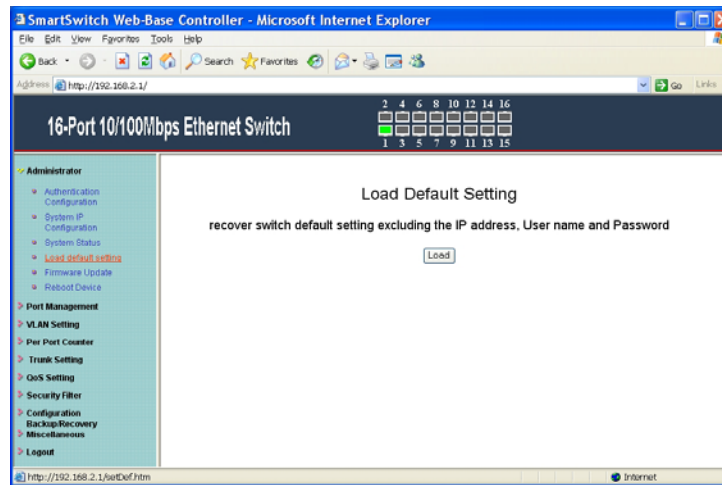 SmartSwitch Web-Base Controller - Microsoft Internet Explorer
File Edit View Favorites Tools Help
Back Search Favorites
Address http://192.168.2.1/ Go Links
16-Port 10/100Mbps Ethernet Switch
2 4 6 8 10 12 14 16
1 3 5 7 9 11 13 15
Administrator
Authentication
Configuration
System IP
Configuration
System Status
Load default setting
Firmware Update
Reboot Device
Port Management
VLAN Setting
Per Port Counter
Trunk Setting
QoS Setting
Security Filter
Configuration
Backup/Recovery
Miscellaneous
Logout
Load Default Setting
recover switch default setting excluding the IP address, User name and Password
Load
http://192.168.2.1/setDef.htm Internet